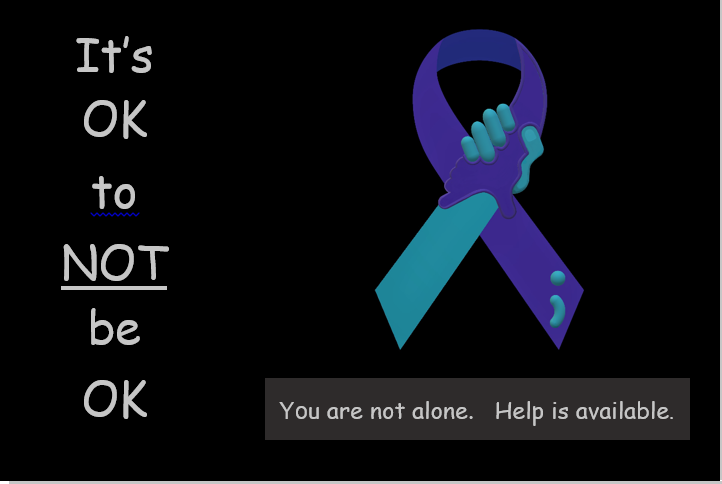 It's
OK
to
NOT
be
OK
;
You are not alone. Help is available.